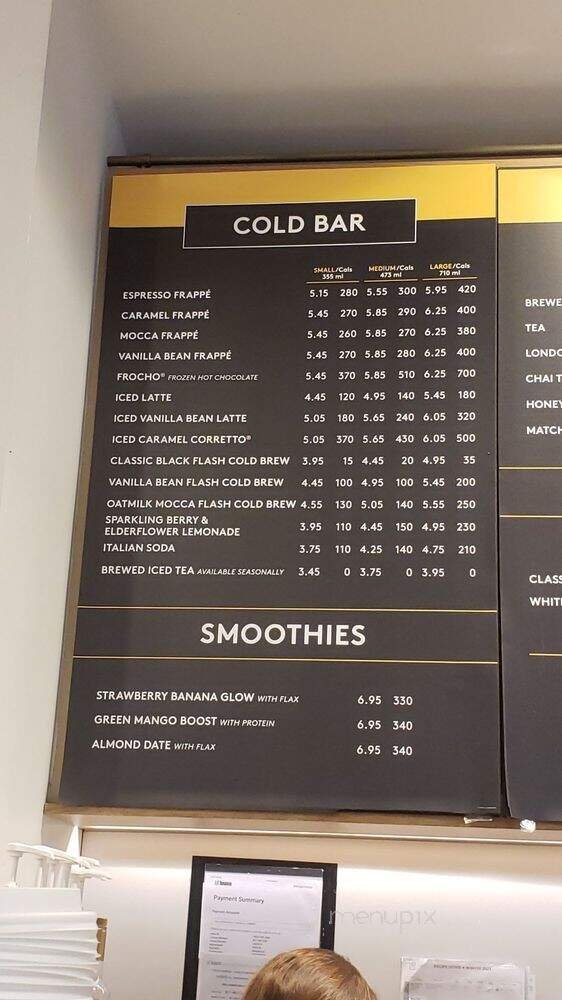 COLD BAR
SMALL/Cals MEDIUM/Cals LARGE/Cals
355 ml 473 ml 710 ml
ESPRESSO FRAPPÉ 5.15 280 5.55 300 5.95 420
CARAMEL FRAPPÉ 5.45 270 5.85 290 6.25 400
MOCCA FRAPPÉ 5.45 260 5.85 270 6.25 380
VANILLA BEAN FRAPPÉ 5.45 270 5.85 280 6.25 400
FROCHO® FROZEN HOT CHOCOLATE 5.45 370 5.85 510 6.25 700
ICED LATTE 4.45 120 4.95 140 5.45 180
ICED VANILLA BEAN LATTE 5.05 180 5.65 240 6.05 320
ICED CARAMEL CORRETTO® 5.05 370 5.65 430 6.05 500
CLASSIC BLACK FLASH COLD BREW 3.95 15 4.45 20 4.95 35
VANILLA BEAN FLASH COLD BREW 4.45 100 4.95 100 5.45 200
OATMILK MOCCA FLASH COLD BREW 4.55 130 5.05 140 5.55 250
SPARKLING BERRY &
ELDERFLOWER LEMONADE 3.95 110 4.45 150 4.95 230
ITALIAN SODA 3.75 110 4.25 140 4.75 210
BREWED ICED TEA AVAILABLE SEASONALLY 3.45 0 3.75 0 3.95 0
SMOOTHIES
STRAWBERRY BANANA GLOW WITH FLAX 6.95 330
GREEN MANGO BOOST WITH PROTEIN 6.95 340
ALMOND DATE WITH FLAX 6.95 340
BREWE
TEA
LONDO
CHAI T
HONEY
MATCH
CLASS
WHIT
Payment Summary
menupix